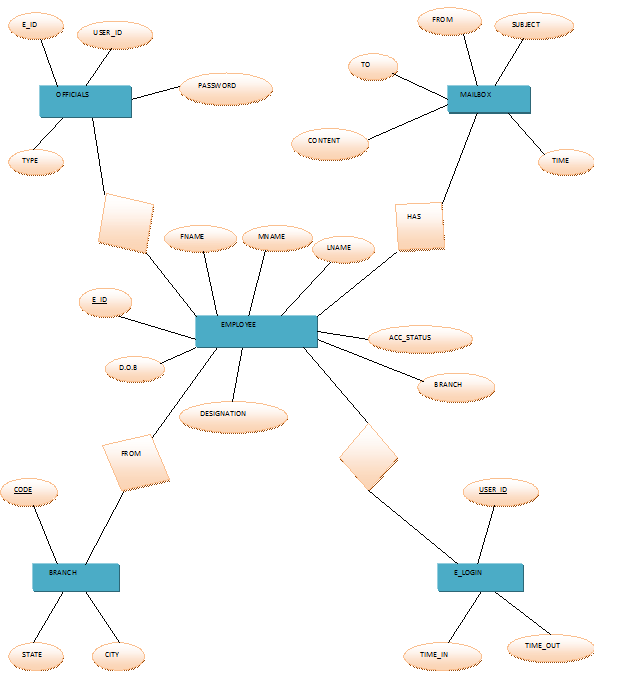 E_ID
USER_ID
FROM
SUBJECT
TO
PASSWORD
OFFICIALS
MAILBOX
CONTENT
TYPE
TIME
HAS
FNAME
MNAME
LNAME
E_ID
EMPLOYEE
ACC_STATUS
D.O.B
BRANCH
DESIGNATION
FROM
CODE
USER_ID
BRANCH
E_LOGIN
STATE
CITY
TIME_IN
TIME_OUT